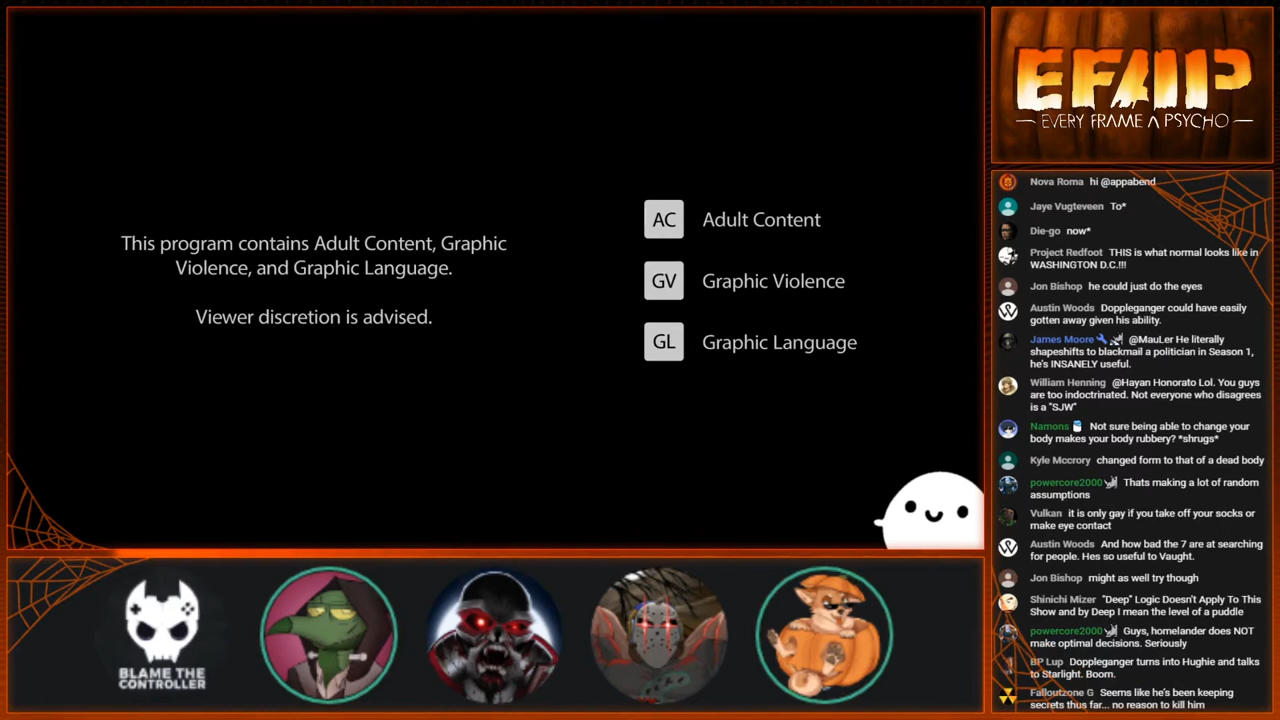 This program contains Adult Content, Graphic
Violence, and Graphic Language.
Viewer discretion is advised.
AC Adult Content
GV Graphic Violence
GL Graphic Language
BLAME THE
CONTROLLER
EFAP
EVERY FRAME A PSYCHO
Nova Roma hi @appabend
Jaye Vugteveen To*
Die-go now*
Project Redfoot THIS is what normal looks like in
WASHINGTON D.C.!!!
Jon Bishop he could just do the eyes
Austin Woods Doppleganger could have easily
gotten away given his ability.
James Moore @MauLer He literally
shapeshifts to blackmail a politician in Season 1,
he's INSANELY useful.
William Henning @Hayan Honorato Lol. You guys
are too indoctrinated. Not everyone who disagrees
is a "SJW"
Namons Not sure being able to change your
body makes your body rubbery? *shrugs*
Kyle Mccrory changed form to that of a dead body
powercore2000 Thats making a lot of random
assumptions
Vulkan it is only gay if you take off your socks or
make eye contact
Austin Woods And how bad the 7 are at searching
for people. Hes so useful to Vaught.
Jon Bishop might as well try though
Shinichi Mizer "Deep" Logic Doesn't Apply To This
Show and by Deep I mean the level of a puddle
powercore2000 Guys, homelander does NOT
make optimal decisions. Seriously
BP Lup Doppleganger turns into Hughie and talks
to Starlight. Boom.
Falloutzone G Seems like he's been keeping
secrets thus far... no reason to kill him